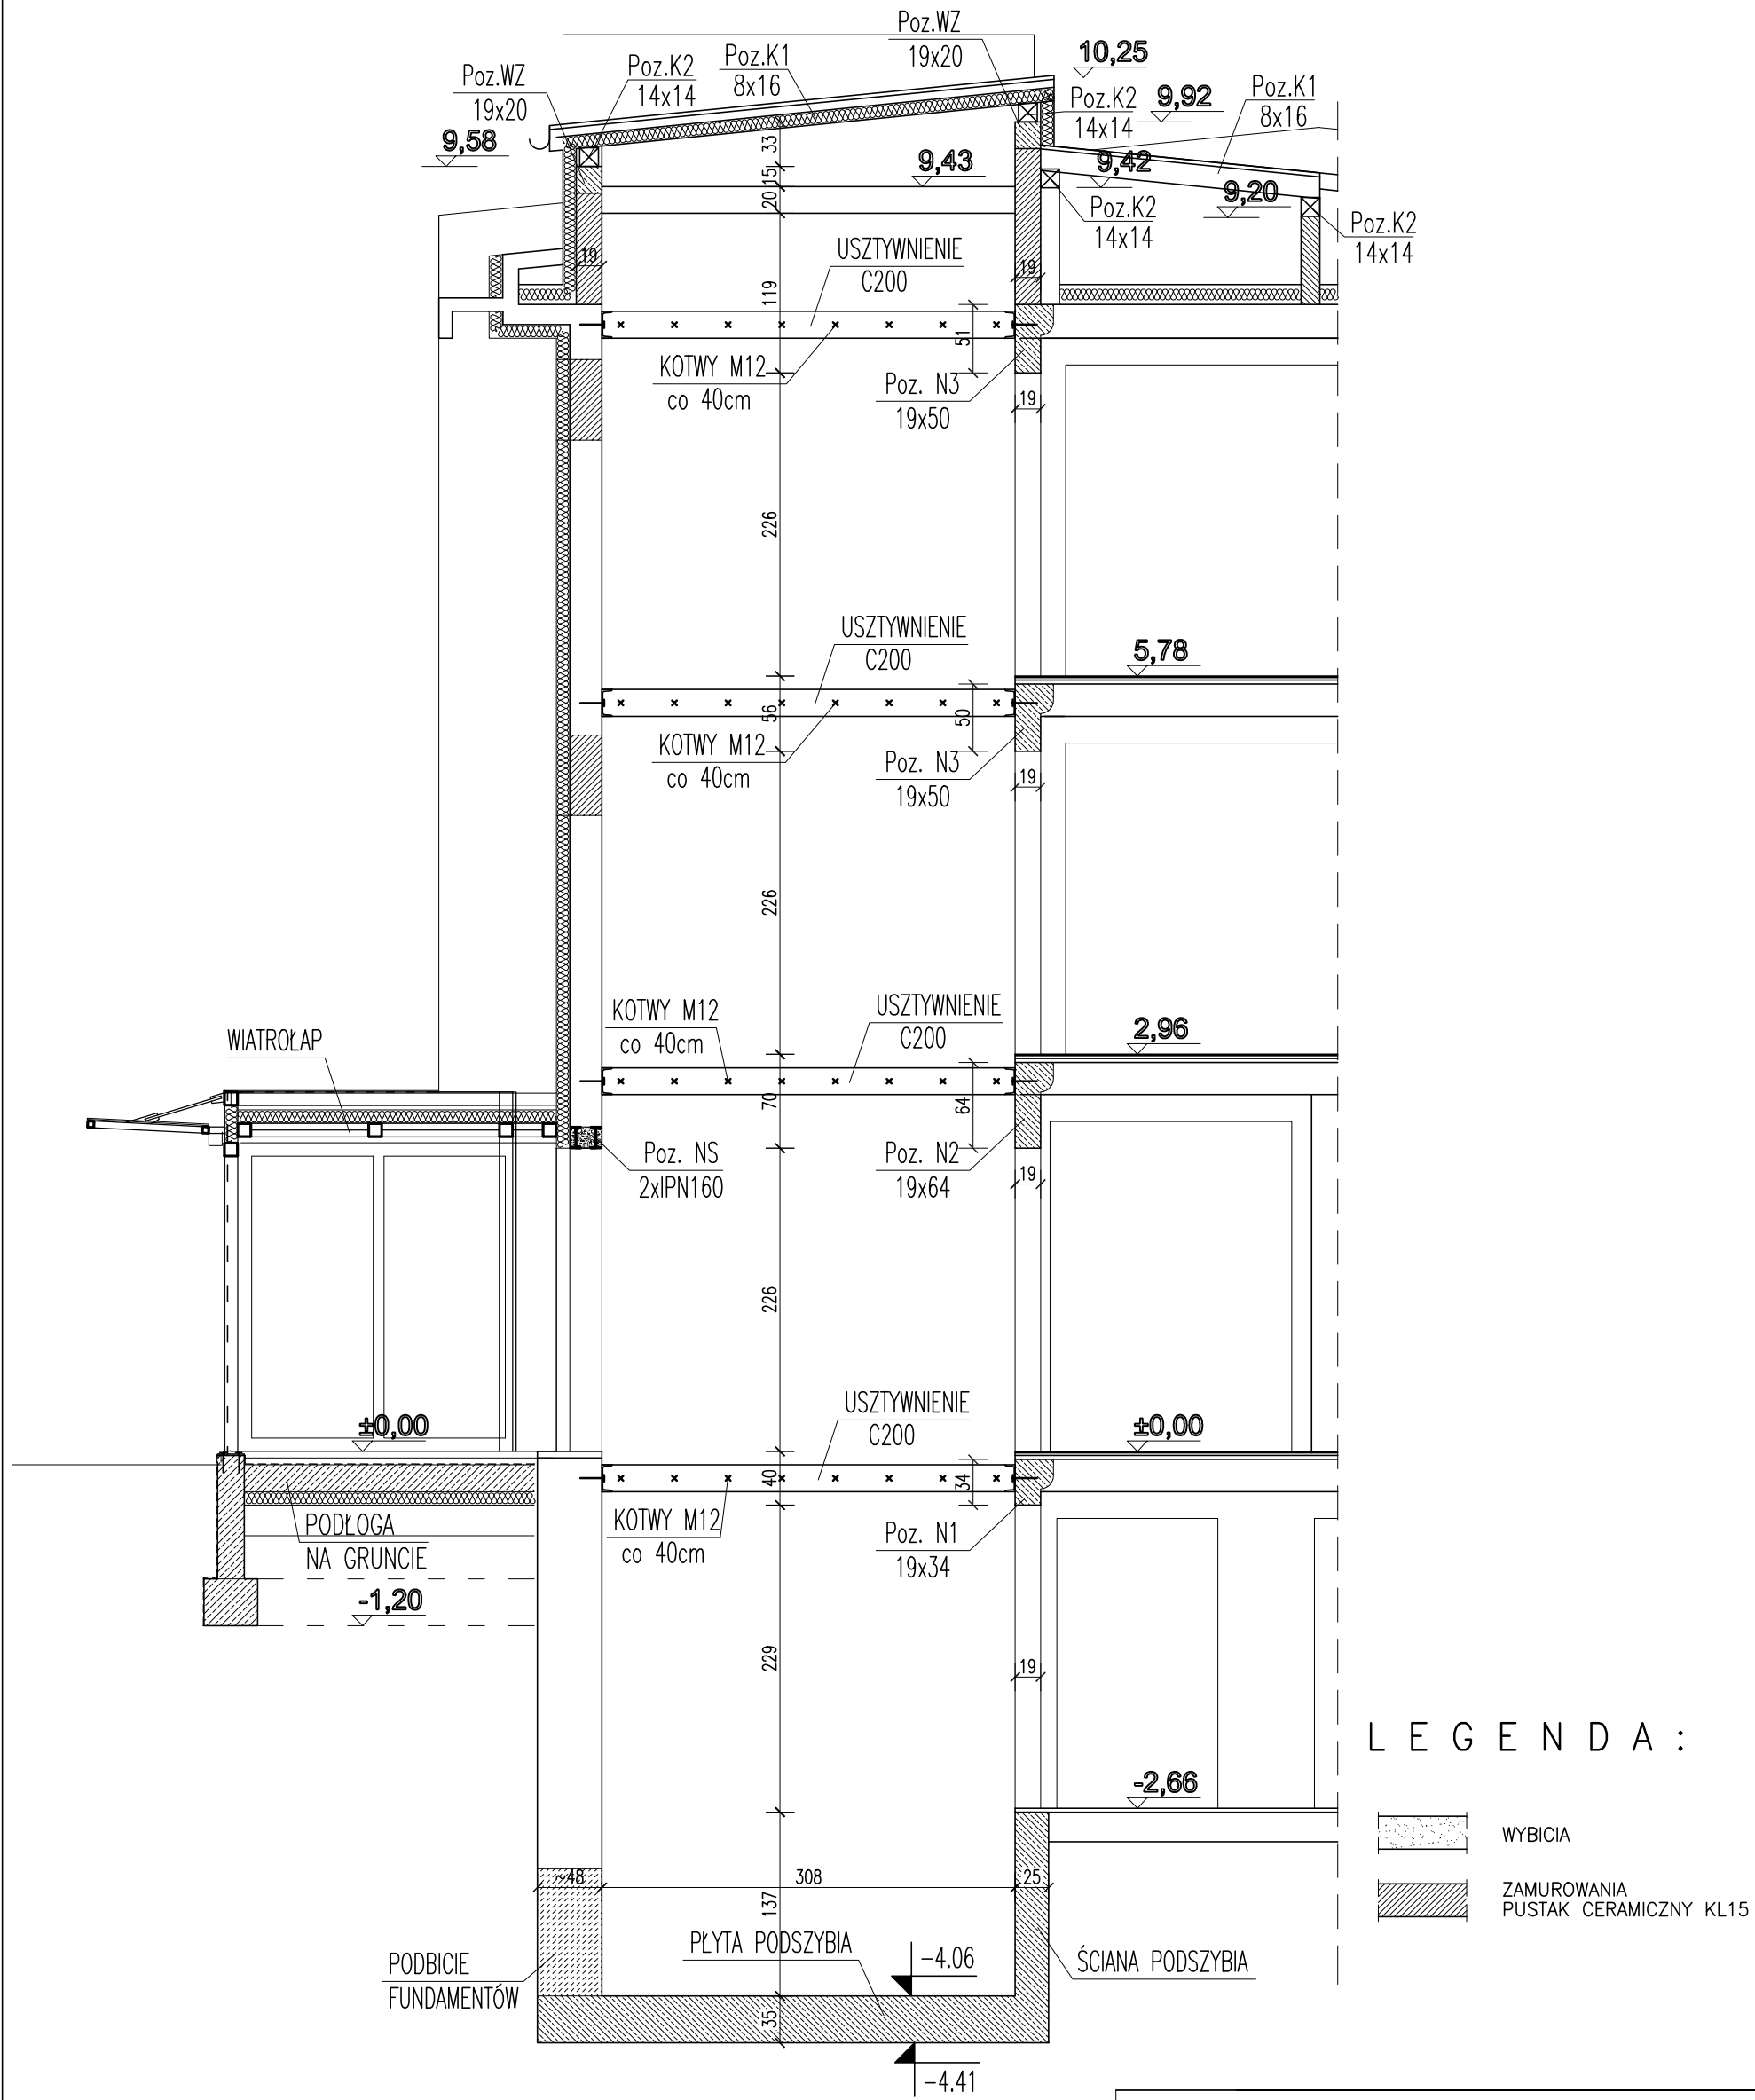 Poz.WZ
19x20
10,25
Poz.K1
8x16
Poz.K2
14x14
Poz.WZ
19x20
Poz.K2
14x14
9,92
Poz.K1
8x16
9,58
33
15
20
9,43
9,42
9,20
Poz.K2
14x14
Poz.K2
14x14
19
USZTYWNIENIE
C200
19
119
51
KOTWY M12
co 40cm
Poz. N3
19x50
19
226
USZTYWNIENIE
C200
5,78
56
50
KOTWY M12
co 40cm
Poz. N3
19x50
19
226
KOTWY M12
co 40cm
USZTYWNIENIE
C200
2,96
WIATROŁAP
70
64
Poz. NS
2xIPN160
Poz. N2
19x64
19
226
USZTYWNIENIE
C200
±0,00
±0,00
40
34
PODŁOGA
NA GRUNCIE
KOTWY M12
co 40cm
Poz. N1
19x34
-1,20
229
19
LEGENDA:
-2,66
WYBICIA
~48
308
25
137
ZAMUROWANIA
PUSTAK CERAMICZNY KL15
PODBICIE
FUNDAMENTÓW
PŁYTA PODSZYBIA
-4.06
ŚCIANA PODSZYBIA
35
-4.41